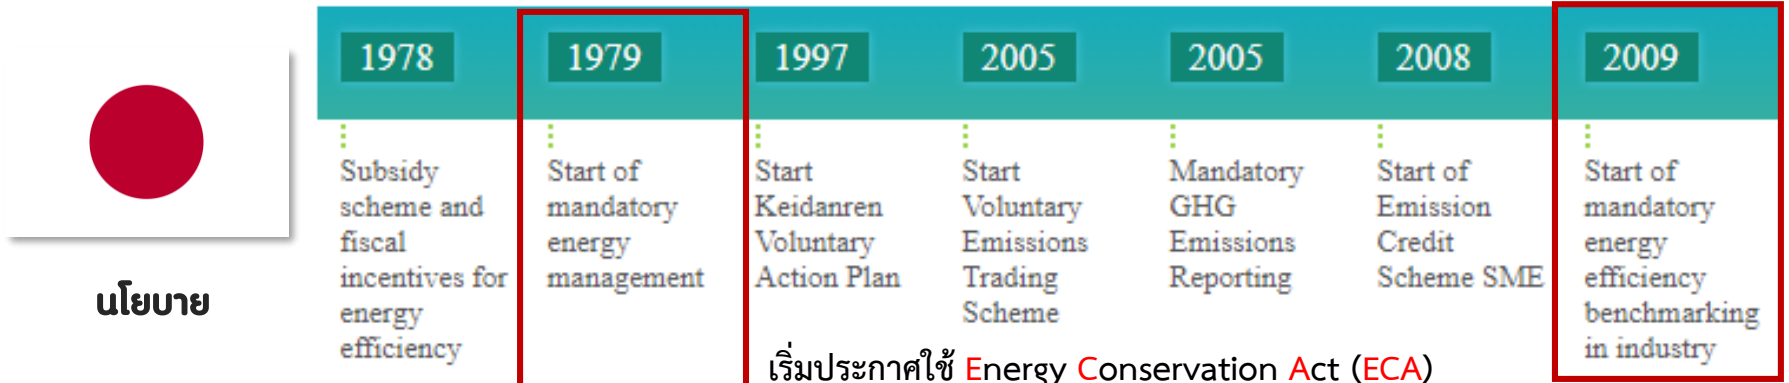 นโยบาย
1978
Subsidy
scheme and
fiscal
incentives for
energy
efficiency
1979
Start of
mandatory
energy
management
1997
Start
Keidanren
Voluntary
Action Plan
2005
Start
Voluntary
Emissions
Trading
Scheme
2005
Mandatory
GHG
Emissions
Reporting
2008
Start of
Emission
Credit
Scheme SME
2009
Start of
mandatory
energy
efficiency
benchmarking
in industry
เริ่มประกาศใช้ Energy Conservation Act (ECA)